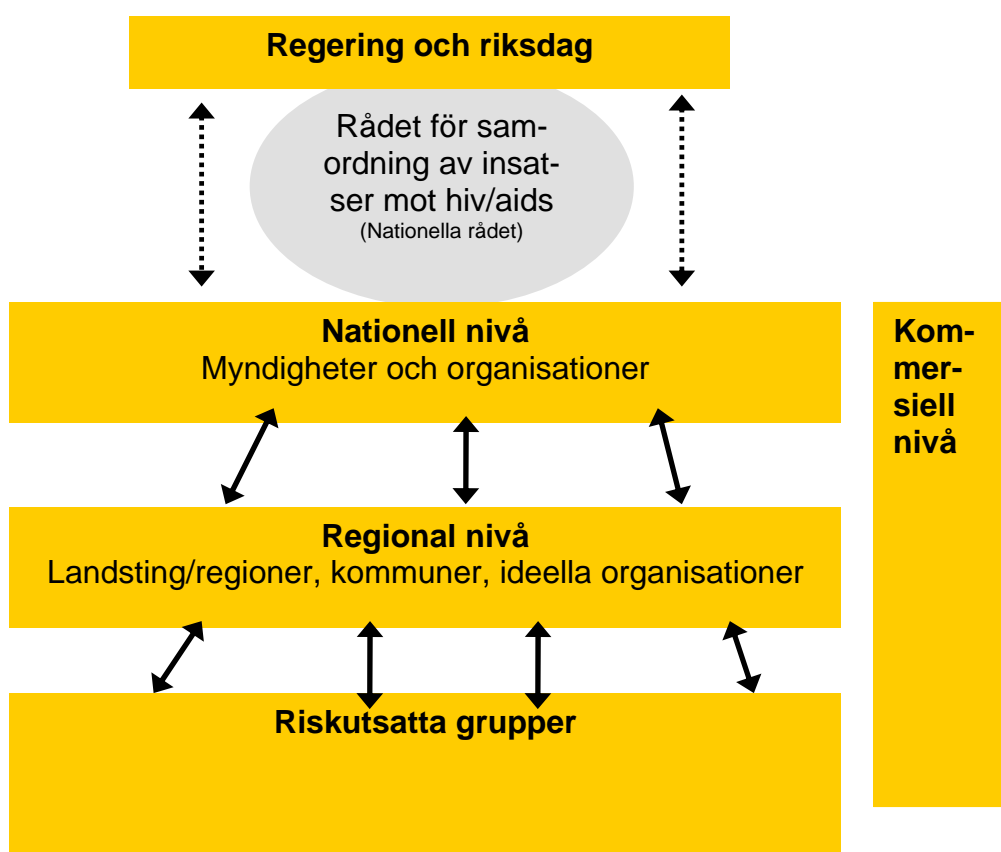 Regering och riksdag
Rådet för sam-
ordning av insat-
ser mot hiv/aids
(Nationella rådet)
Nationell nivå
Myndigheter och organisationer
Kom-
mer-
siell
nivå
Regional nivå
Landsting/regioner, kommuner, ideella organisationer
Riskutsatta grupper